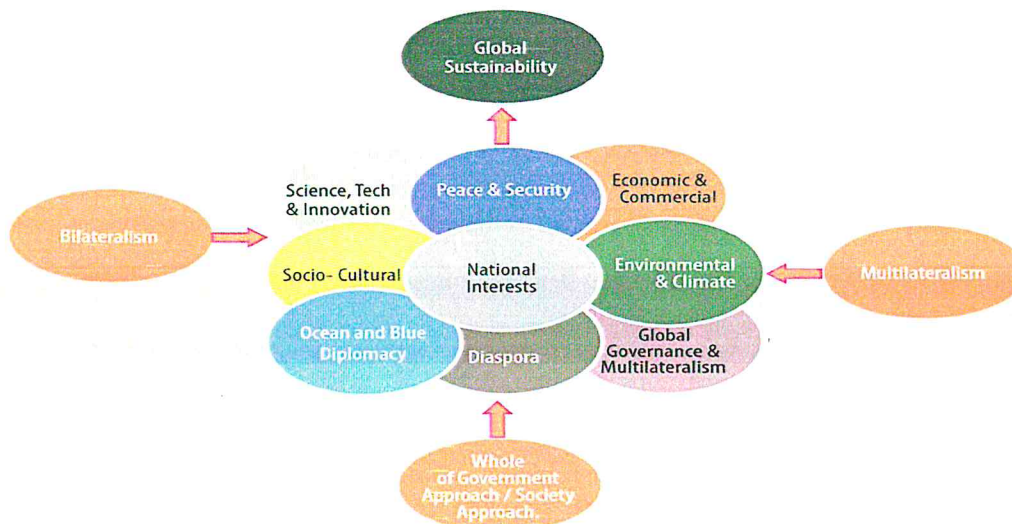 Global
Sustainability
Science, Tech
& Innovation
Peace & Security
Economic &
Commercial
Bilateralism
Socio- Cultural
National
Interests
Environmental
& Climate
Multilateralism
Ocean and Blue
Diplomacy
Diaspora
Global
Governance &
Multilateralism
Whole
of Government
Approach / Society
Approach.